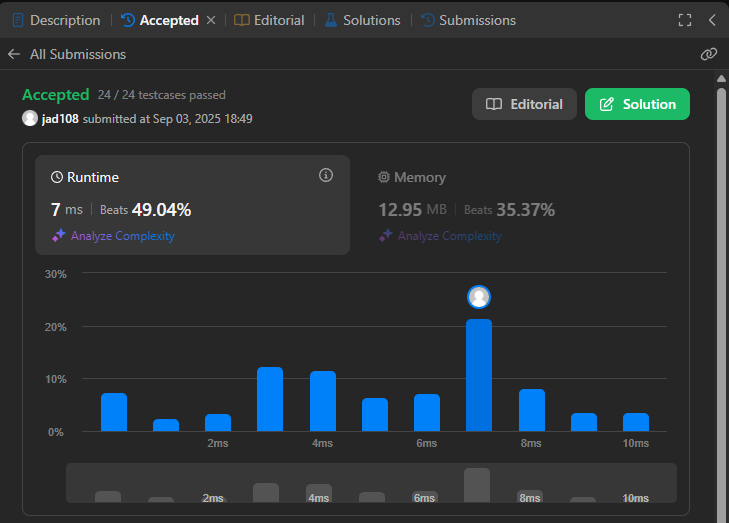 Description Accepted Editorial Solutions Submissions
All Submissions
Accepted 24 / 24 testcases passed
jad108 submitted at Sep 03, 2025 18:49
Editorial
Solution
Runtime
7 ms Beats 49.04%
Analyze Complexity
Memory
12.95 MB Beats 35.37%
Analyze Complexity
30%
20%
10%
0%
2ms 4ms 6ms 8ms 10ms
2ms 4ms 6ms 8ms 10ms